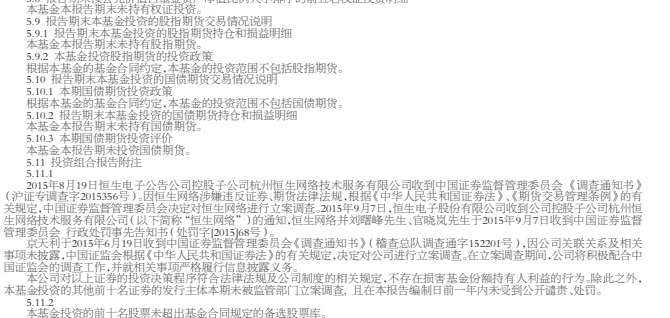 本基金本报告期末未持有权证投资。
5.9 报告期末本基金投资的股指期货交易情况说明
5.9.1 报告期末本基金投资的股指期货持仓和损益明细
本基金本报告期末未持有股指期货。
5.9.2 本基金投资股指期货的投资政策
根据本基金的基金合同约定,本基金的投资范围不包括股指期货。
5.10 报告期末本基金投资的国债期货交易情况说明
5.10.1 本期国债期货投资政策
根据本基金的基金合同约定,本基金的投资范围不包括国债期货。
5.10.2 报告期末本基金投资的国债期货持仓和损益明细
本基金本报告期末未持有国债期货。
5.10.3 本期国债期货投资评价
本基金本报告期末未投资国债期货。
5.11 投资组合报告附注
5.11.1
2015年8月19日恒生电子公告公司控股子公司杭州恒生网络技术服务有限公司收到中国证券监督管理委员会《调查通知书》
(沪证专调查字2015356号)。因恒生网络涉嫌违反证券、期货法律法规,根据《中华人民共和国证券法》、《期货交易管理条例》的有
关规定,中国证券监督管理委员会决定对恒生网络进行立案调查。2015年9月7日,恒生电子股份有限公司收到公司控股子公司杭州恒
生网络技术服务有限公司(以下简称“恒生网络”)的通知,恒生网络并刘曙峰先生、官晓岚先生于2015年9月7日收到中国证券监督
管理委员会 行政处罚事先告知书(处罚字[2015]68号)。
京天利于2015年6月19日收到中国证券监督管理委员会《调查通知书》(稽查总队调查通字152201号),因公司关联关系及相关
事项未披露,中国证监会根据《中华人民共和国证券法》的有关规定,决定对公司进行立案调查。在立案调查期间,公司将积极配合中
国证监会的调查工作,并就相关事项严格履行信息披露义务。
本公司对以上证券的投资决策程序符合法律法规及公司制度的相关规定,不存在损害基金份额持有人利益的行为。除此之外,
本基金投资的其他前十名证券的发行主体本期未被监管部门立案调查, 且在本报告编制日前一年内未受到公开谴责、处罚。
5.11.2
本基金投资的前十名股票未超出基金合同规定的备选股票库。